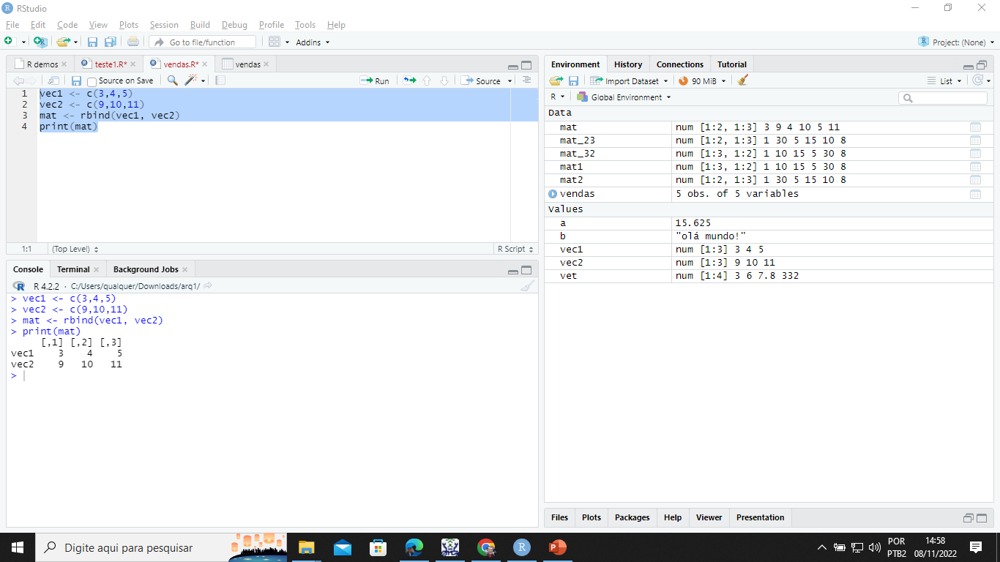 RStudio
File Edit Code View Plots Session Build Debug Profile Tools Help
Go to file/function Addins Project: (None)
R demos teste1.R* vendas.R* vendas
Source on Save Run Source
1 vec1 <- c(3,4,5)
2 vec2 <- c(9,10,11)
3 mat <- rbind(vec1, vec2)
4 print(mat)
1:1 (Top Level) R Script
Console Terminal Background Jobs
R 4.2.2 · C:/Users/qualquer/Downloads/arq1/
> vec1 <- c(3,4,5)
> vec2 <- c(9,10,11)
> mat <- rbind(vec1, vec2)
> print(mat)
[,1] [,2] [,3]
vec1 3 4 5
vec2 9 10 11
>
Environment History Connections Tutorial
Import Dataset 90 MiB List
R Global Environment
Data
mat num [1:2, 1:3] 3 9 4 10 5 11
mat_23 num [1:2, 1:3] 1 30 5 15 10 8
mat_32 num [1:3, 1:2] 1 10 15 5 30 8
mat1 num [1:3, 1:2] 1 10 15 5 30 8
mat2 num [1:2, 1:3] 1 30 5 15 10 8
vendas 5 obs. of 5 variables
Values
a 15.625
b "olá mundo!"
vec1 num [1:3] 3 4 5
vec2 num [1:3] 9 10 11
vet num [1:4] 3 6 7.8 332
Files Plots Packages Help Viewer Presentation
Digite aqui para pesquisar
POR 14:58
PTB2 08/11/2022